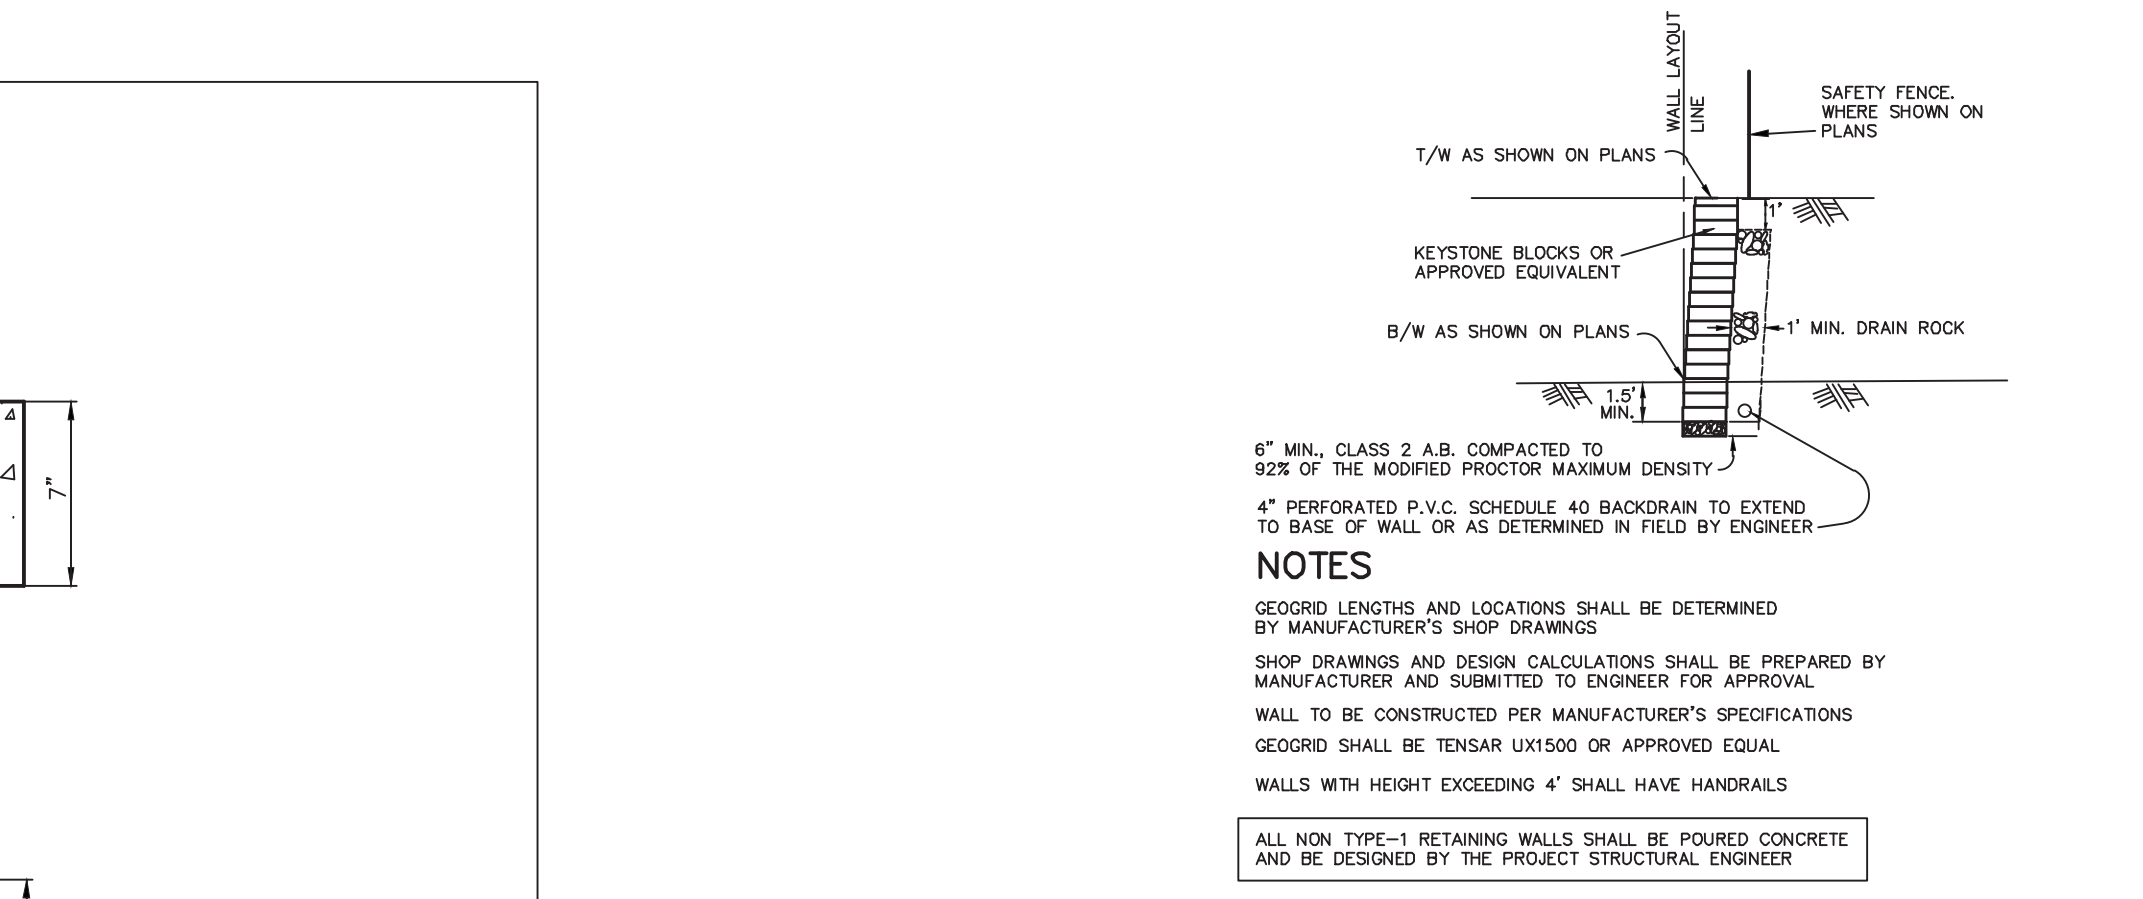 WALL LAYOUT
LINE
SAFETY FENCE.
WHERE SHOWN ON
PLANS
T/W AS SHOWN ON PLANS
1'
KEYSTONE BLOCKS OR
APPROVED EQUIVALENT
B/W AS SHOWN ON PLANS
1' MIN. DRAIN ROCK
1.5'
MIN.
7"
6" MIN., CLASS 2 A.B. COMPACTED TO
92% OF THE MODIFIED PROCTOR MAXIMUM DENSITY
4" PERFORATED P.V.C. SCHEDULE 40 BACKDRAIN TO EXTEND
TO BASE OF WALL OR AS DETERMINED IN FIELD BY ENGINEER
NOTES
GEOGRID LENGTHS AND LOCATIONS SHALL BE DETERMINED
BY MANUFACTURER'S SHOP DRAWINGS
SHOP DRAWINGS AND DESIGN CALCULATIONS SHALL BE PREPARED BY
MANUFACTURER AND SUBMITTED TO ENGINEER FOR APPROVAL
WALL TO BE CONSTRUCTED PER MANUFACTURER'S SPECIFICATIONS
GEOGRID SHALL BE TENSAR UX1500 OR APPROVED EQUAL
WALLS WITH HEIGHT EXCEEDING 4' SHALL HAVE HANDRAILS
ALL NON TYPE-1 RETAINING WALLS SHALL BE POURED CONCRETE
AND BE DESIGNED BY THE PROJECT STRUCTURAL ENGINEER